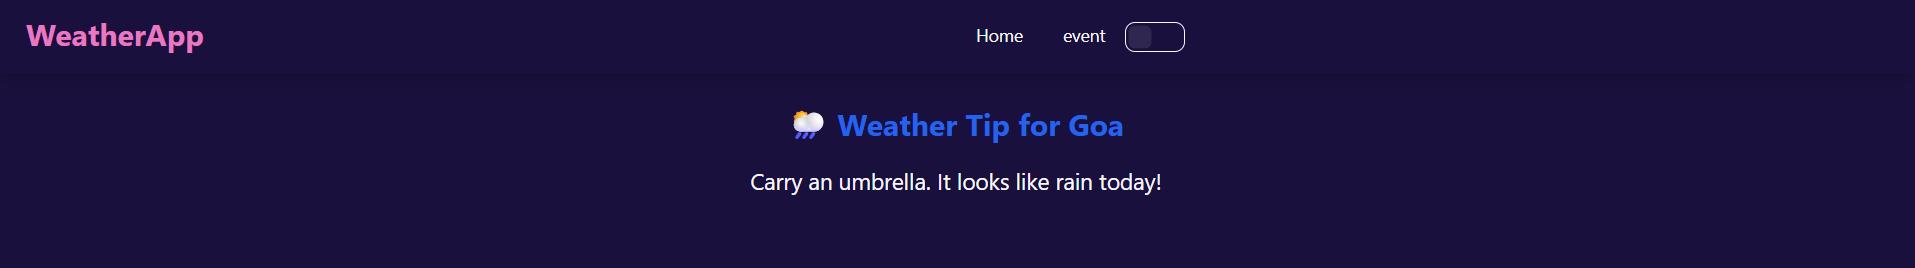 WeatherApp
Home event
🌦️ Weather Tip for Goa
Carry an umbrella. It looks like rain today!